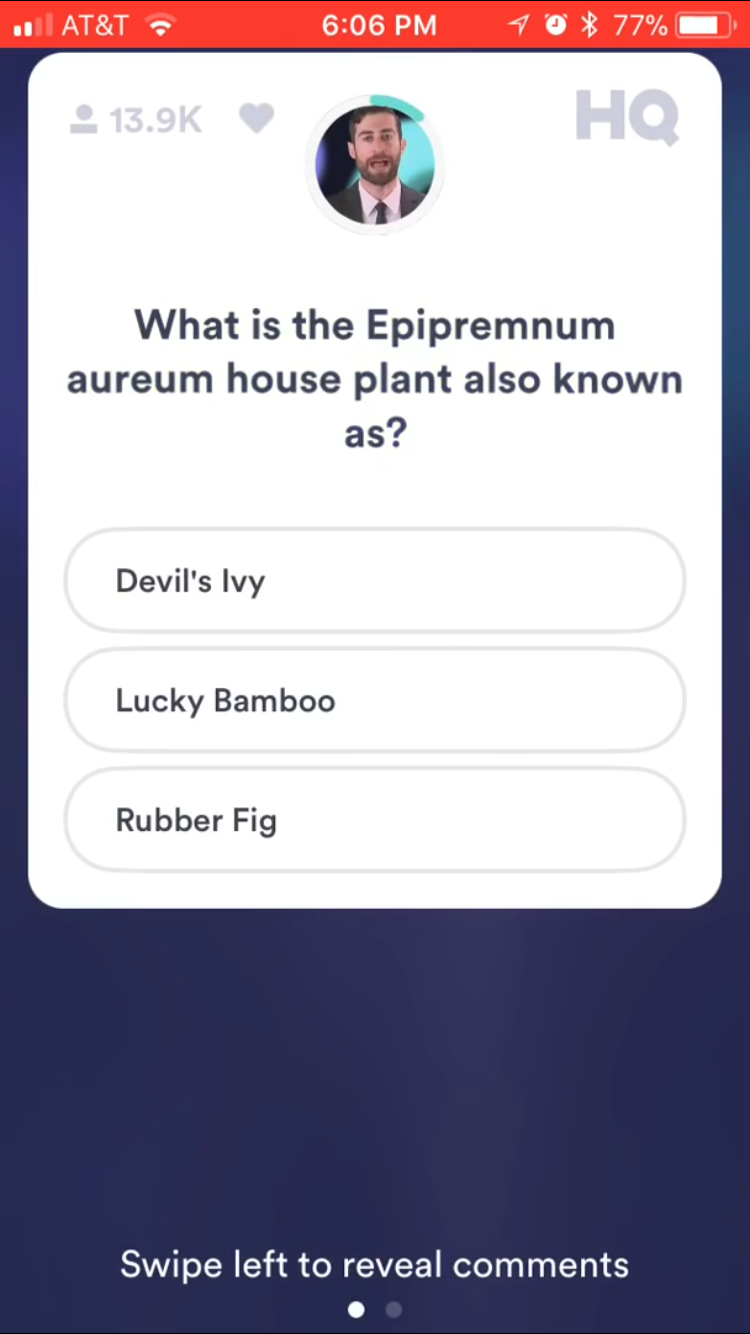 AT&T 6:06 PM 77%
13.9K HQ
What is the Epipremnum
aureum house plant also known
as?
Devil's Ivy
Lucky Bamboo
Rubber Fig
Swipe left to reveal comments